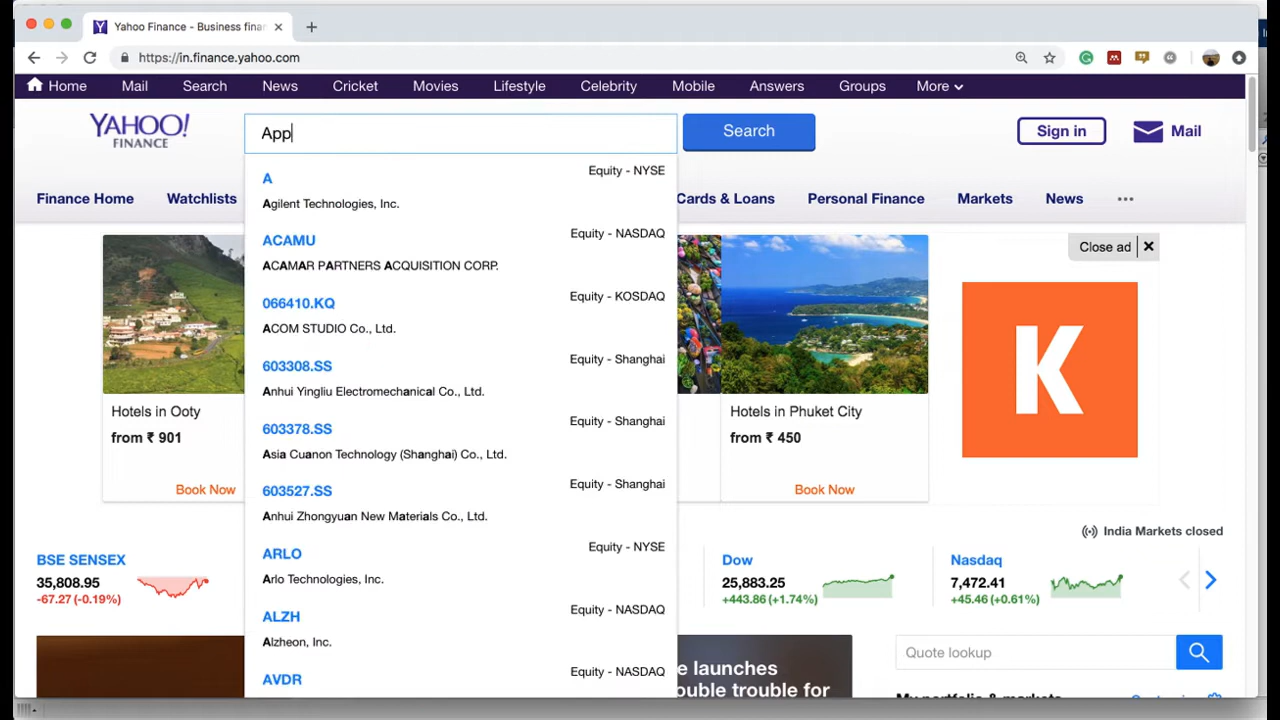 Yahoo Finance - Business finan
https://in.finance.yahoo.com
Home Mail Search News Cricket Movies Lifestyle Celebrity Mobile Answers Groups More
YAHOO!
FINANCE
App
Search
Sign in
Mail
Finance Home Watchlists Cards & Loans Personal Finance Markets News
A Equity - NYSE
Agilent Technologies, Inc.
ACAMU Equity - NASDAQ
ACAMAR PARTNERS ACQUISITION CORP.
066410.KQ Equity - KOSDAQ
ACOM STUDIO Co., Ltd.
603308.SS Equity - Shanghai
Anhui Yingliu Electromechanical Co., Ltd.
603378.SS Equity - Shanghai
Asia Cuanon Technology (Shanghai) Co., Ltd.
603527.SS Equity - Shanghai
Anhui Zhongyuan New Materials Co., Ltd.
ARLO Equity - NYSE
Arlo Technologies, Inc.
ALZH Equity - NASDAQ
Alzheon, Inc.
AVDR Equity - NASDAQ
Close ad
K
Hotels in Ooty
from ₹ 901
Book Now
Hotels in Phuket City
from ₹ 450
Book Now
India Markets closed
BSE SENSEX
35,808.95
-67.27 (-0.19%)
Dow
25,883.25
+443.86 (+1.74%)
Nasdaq
7,472.41
+45.46 (+0.61%)
e launches
ouble trouble for
Quote lookup
My portfolio & markets